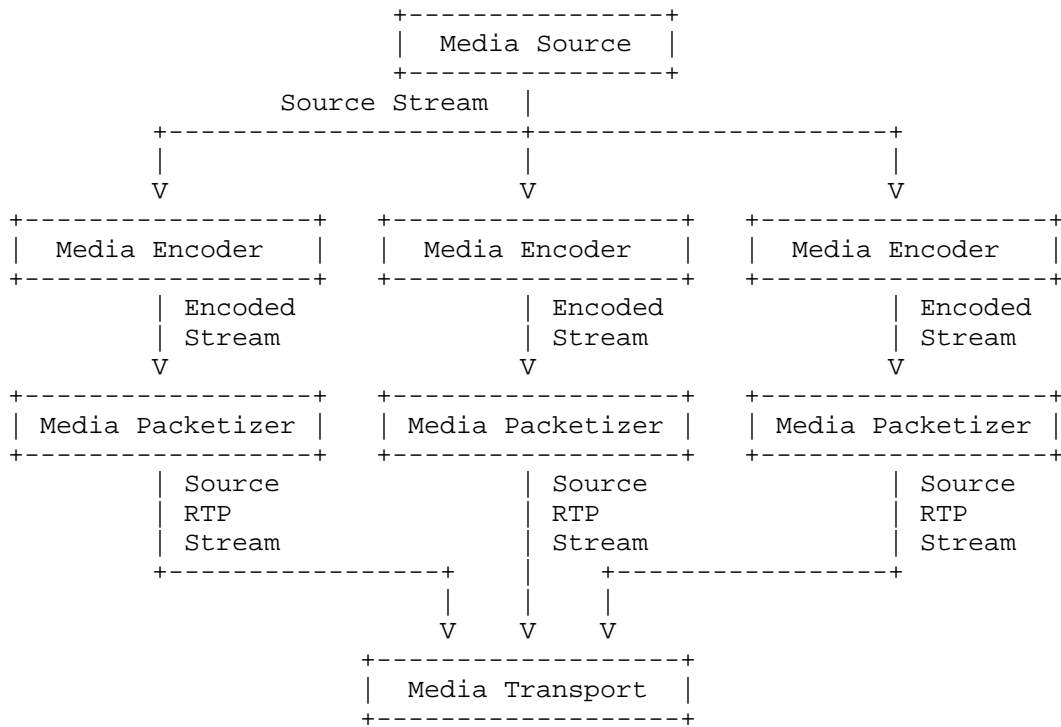 Media Source
Source Stream
Media Encoder Media Encoder Media Encoder
Encoded Encoded Encoded
Stream Stream Stream
V V V
Media Packetizer Media Packetizer Media Packetizer
Source Source Source
RTP RTP RTP
Stream Stream Stream
Media Transport